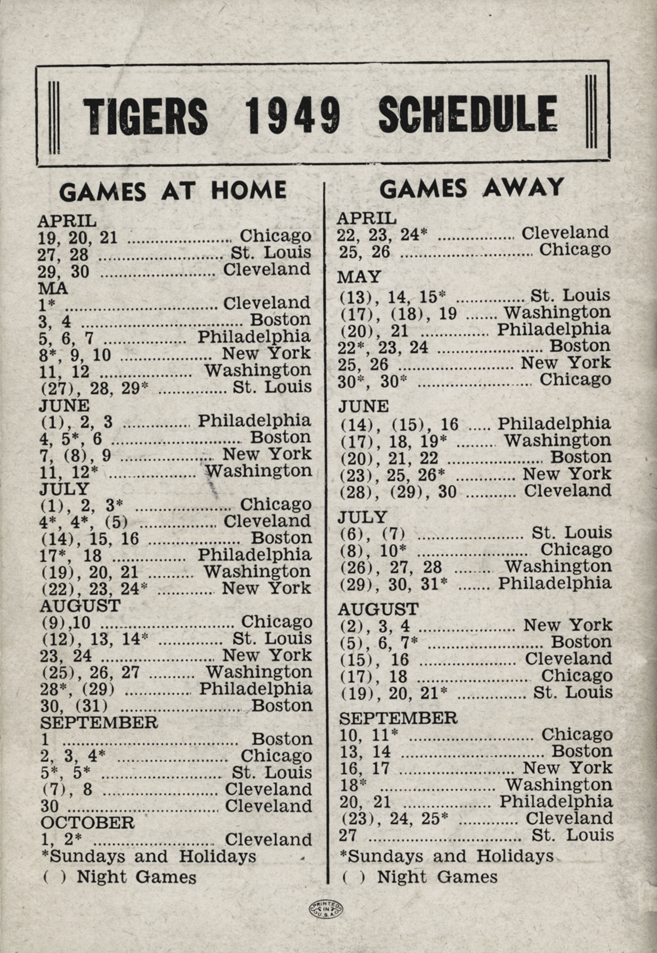 TIGERS 1949 SCHEDULE
GAMES AT HOME
APRIL
19, 20, 21 ........................ Chicago
27, 28 ............................ St. Louis
29, 30 ............................ Cleveland
MA
1* ................................ Cleveland
3, 4 .............................. Boston
5, 6, 7 ........................... Philadelphia
8*, 9, 10 ......................... New York
11, 12 ............................ Washington
(27), 28, 29* ..................... St. Louis
JUNE
(1), 2, 3 ......................... Philadelphia
4, 5*, 6 .......................... Boston
7, (8), 9 ......................... New York
11, 12* ........................... Washington
JULY
(1), 2, 3* ........................ Chicago
4*, 4*, (5) ....................... Cleveland
(14), 15, 16 ...................... Boston
17*, 18 ........................... Philadelphia
(19), 20, 21 ...................... Washington
(22), 23, 24* ..................... New York
AUGUST
(9),10 ............................ Chicago
(12), 13, 14* ..................... St. Louis
23, 24 ............................ New York
(25), 26, 27 ...................... Washington
28*, (29) ......................... Philadelphia
30, (31) .......................... Boston
SEPTEMBER
1 ................................. Boston
2, 3, 4* .......................... Chicago
5*, 5* ............................ St. Louis
(7), 8 ............................ Cleveland
30 ................................ Cleveland
OCTOBER
1, 2* ............................. Cleveland
*Sundays and Holidays
( ) Night Games
GAMES AWAY
APRIL
22, 23, 24* ....................... Cleveland
25, 26 ............................ Chicago
MAY
(13), 14, 15* ..................... St. Louis
(17), (18), 19 .................... Washington
(20), 21 .......................... Philadelphia
22*, 23, 24 ....................... Boston
25, 26 ............................ New York
30*, 30* .......................... Chicago
JUNE
(14), (15), 16 .................... Philadelphia
(17), 18, 19* ..................... Washington
(20), 21, 22 ...................... Boston
(23), 25, 26* ..................... New York
(28), (29), 30 .................... Cleveland
JULY
(6), (7) .......................... St. Louis
(8), 10* .......................... Chicago
(26), 27, 28 ...................... Washington
(29), 30, 31* ..................... Philadelphia
AUGUST
(2), 3, 4 ......................... New York
(5), 6, 7* ........................ Boston
(15), 16 .......................... Cleveland
(17), 18 .......................... Chicago
(19), 20, 21* ..................... St. Louis
SEPTEMBER
10, 11* ........................... Chicago
13, 14 ............................ Boston
16, 17 ............................ New York
18* ............................... Washington
20, 21 ............................ Philadelphia
(23), 24, 25* ..................... Cleveland
27 ................................ St. Louis
*Sundays and Holidays
( ) Night Games
PRINTED
IN
U.S.A.